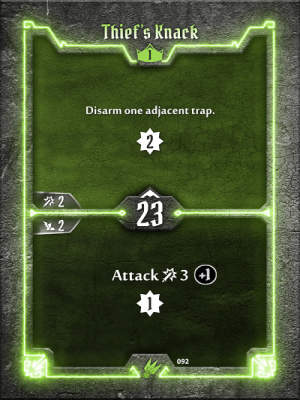 Thief's Knack
1
Disarm one adjacent trap.
2
2
23
2
Attack 3 +1
1
092